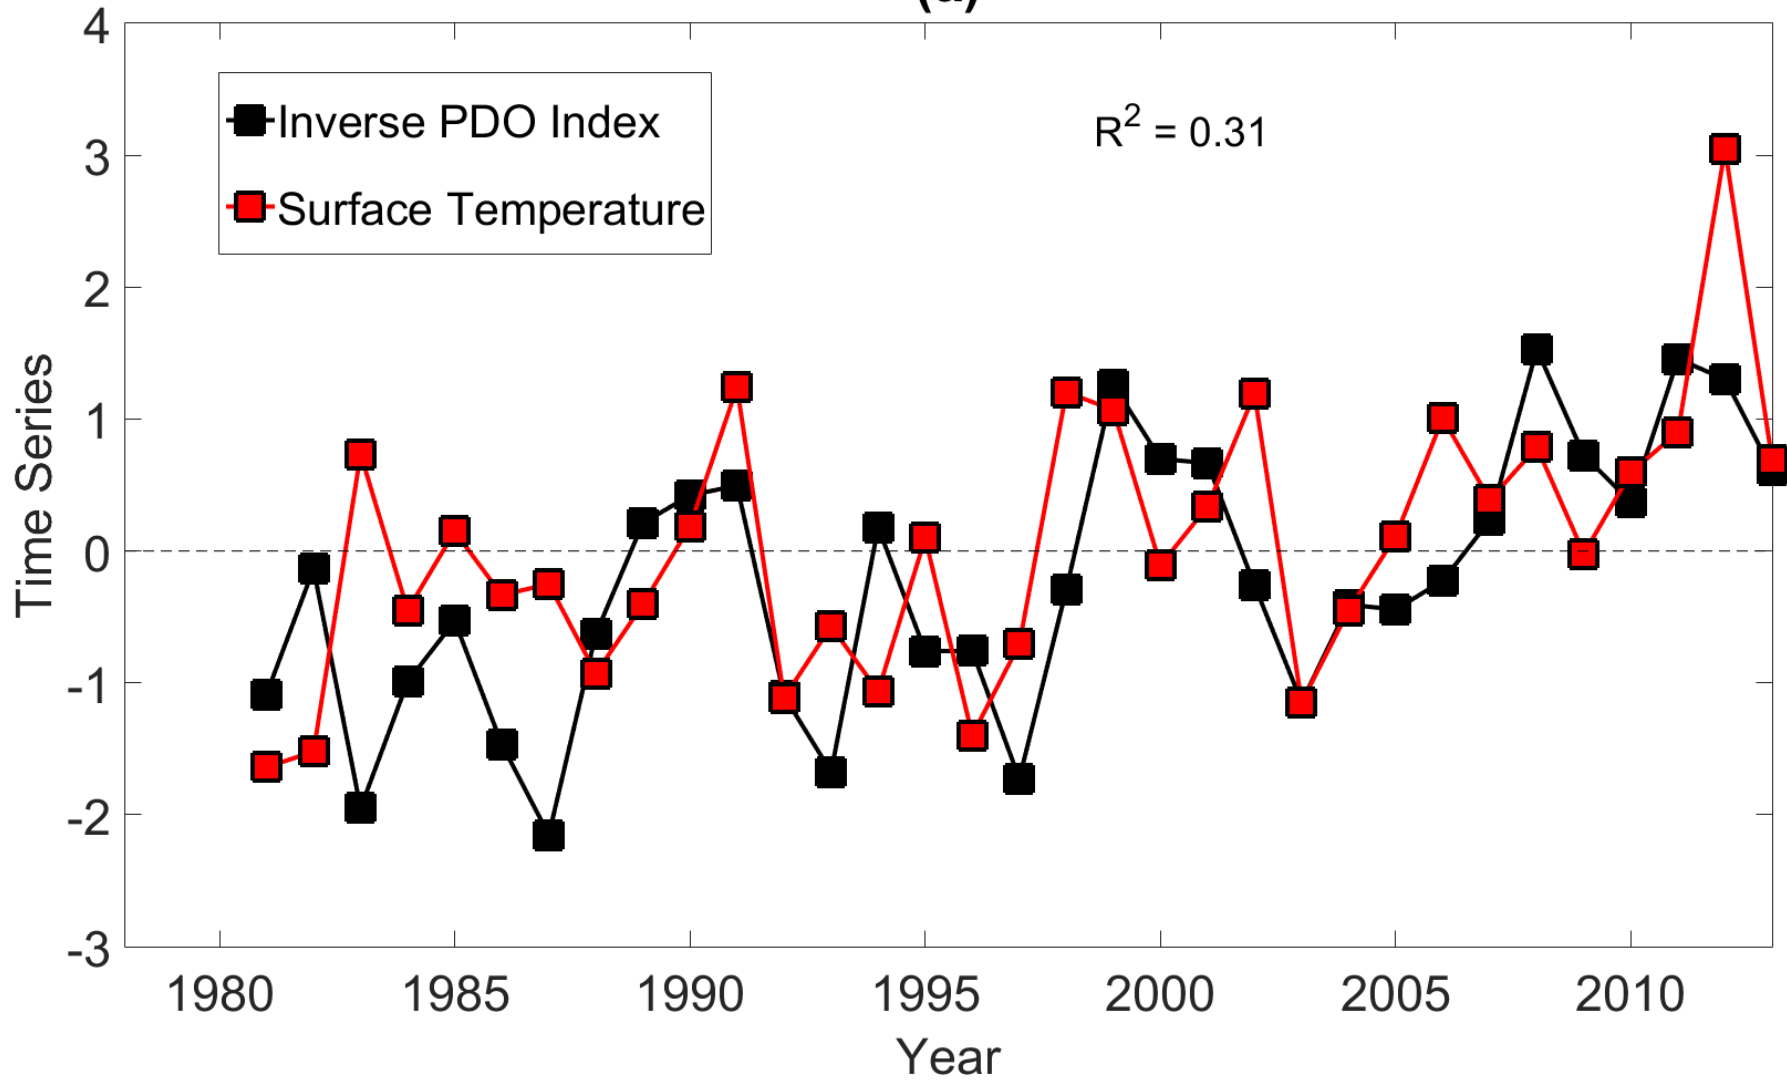 4
3
2
1
0
-1
-2
-3
Time Series
Inverse PDO Index
Surface Temperature
R² = 0.31
1980 1985 1990 1995 2000 2005 2010
Year